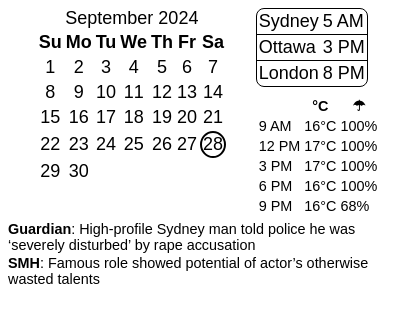 September 2024
Su Mo Tu We Th Fr Sa
1 2 3 4 5 6 7
8 9 10 11 12 13 14
15 16 17 18 19 20 21
22 23 24 25 26 27 28
29 30
Sydney 5 AM
Ottawa 3 PM
London 8 PM
°C ☂
9 AM 16°C 100%
12 PM 17°C 100%
3 PM 17°C 100%
6 PM 16°C 100%
9 PM 16°C 68%
Guardian: High-profile Sydney man told police he was
‘severely disturbed’ by rape accusation
SMH: Famous role showed potential of actor’s otherwise
wasted talents